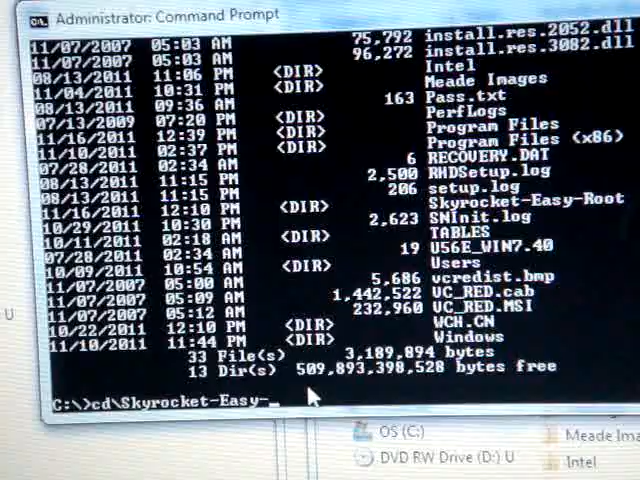 Administrator: Command Prompt
11/07/2007 05:03 AM 75,792 install.res.2052.dll
11/07/2007 05:03 AM 96,272 install.res.3082.dll
08/13/2011 11:06 PM <DIR> Intel
11/04/2011 10:31 PM <DIR> Meade Images
08/13/2011 09:36 AM 163 Pass.txt
07/13/2009 07:20 PM <DIR> PerfLogs
11/16/2011 12:39 PM <DIR> Program Files
11/10/2011 02:37 PM <DIR> Program Files (x86)
07/28/2011 02:34 AM 6 RECOVERY.DAT
08/13/2011 11:15 PM 2,500 RHDSetup.log
08/13/2011 11:15 PM 206 setup.log
11/16/2011 12:10 PM <DIR> Skyrocket-Easy-Root
10/29/2011 10:30 PM 2,623 SNInit.log
10/11/2011 02:18 AM <DIR> TABLES
07/28/2011 02:34 AM 19 U56E_WIN7.40
10/09/2011 10:54 AM <DIR> Users
11/07/2007 05:00 AM 5,686 vcredist.bmp
11/07/2007 05:09 AM 1,442,522 VC_RED.cab
11/07/2007 05:12 AM 232,960 VC_RED.MSI
10/22/2011 12:10 PM <DIR> WCH.CN
11/10/2011 11:44 PM <DIR> Windows
33 File(s) 3,189,894 bytes
13 Dir(s) 509,893,398,528 bytes free
C:\>cd\Skyrocket-Easy-_
U
OS (C:)
Meade Ima
DVD RW Drive (D:) U
Intel